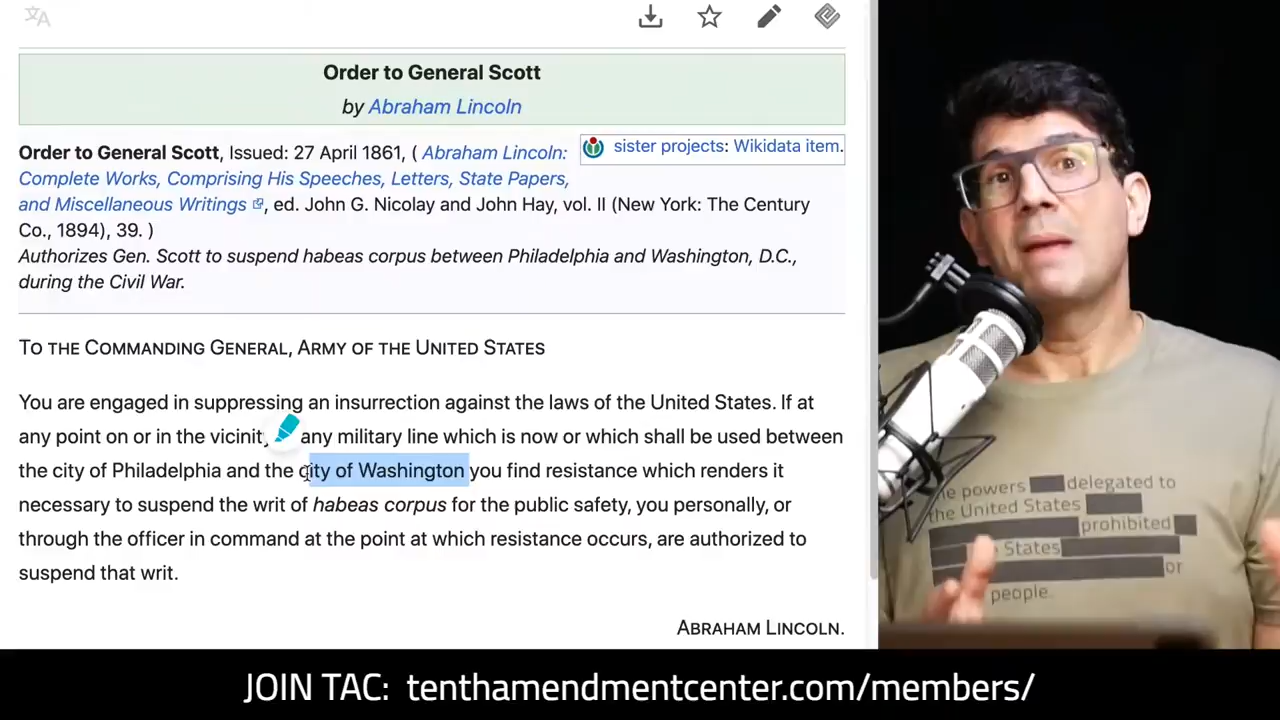 Order to General Scott
by Abraham Lincoln
Order to General Scott, Issued: 27 April 1861, ( Abraham Lincoln:
Complete Works, Comprising His Speeches, Letters, State Papers,
and Miscellaneous Writings , ed. John G. Nicolay and John Hay, vol. II (New York: The Century
Co., 1894), 39. )
Authorizes Gen. Scott to suspend habeas corpus between Philadelphia and Washington, D.C.,
during the Civil War.
sister projects: Wikidata item.
To the Commanding General, Army of the United States
You are engaged in suppressing an insurrection against the laws of the United States. If at
any point on or in the vicinity any military line which is now or which shall be used between
the city of Philadelphia and the city of Washington you find resistance which renders it
necessary to suspend the writ of habeas corpus for the public safety, you personally, or
through the officer in command at the point at which resistance occurs, are authorized to
suspend that writ.
Abraham Lincoln.
powers delegated to
the United States
prohibited
States
or
people.
JOIN TAC: tenthamendmentcenter.com/members/